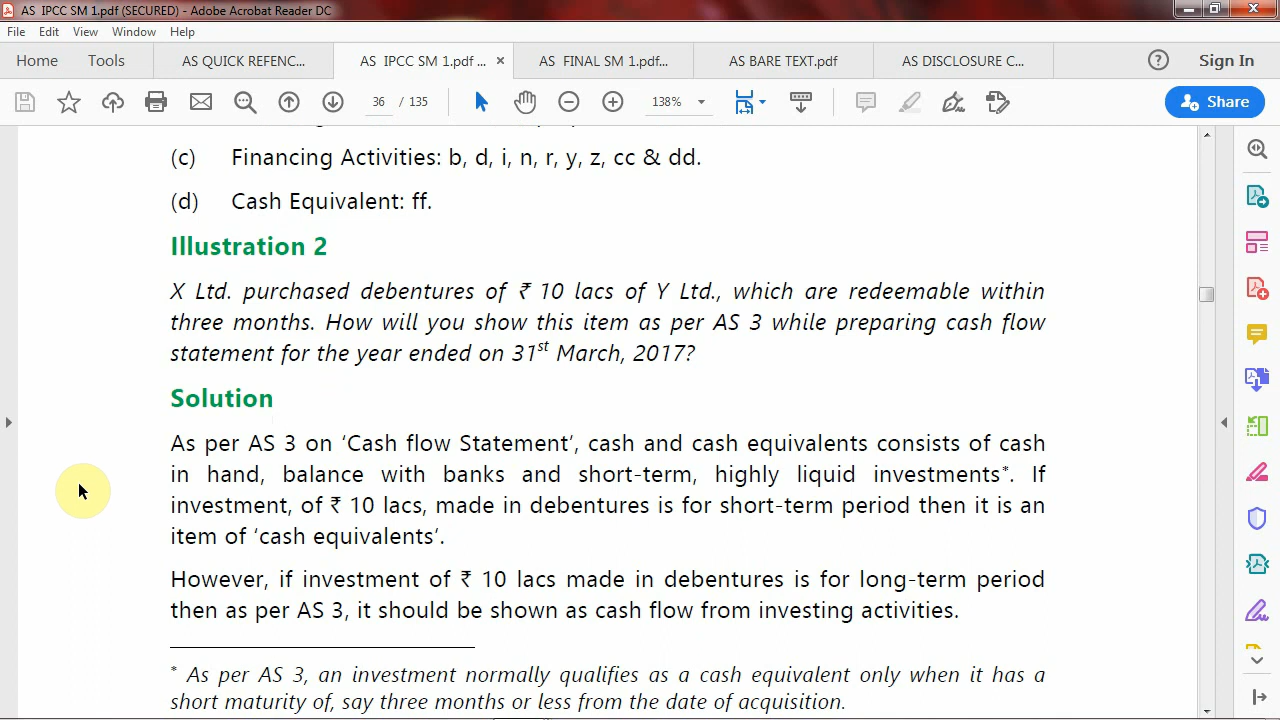 AS IPCC SM 1.pdf (SECURED) - Adobe Acrobat Reader DC
File Edit View Window Help
Home Tools AS QUICK REFENC... AS IPCC SM 1.pdf ... × AS FINAL SM 1.pdf... AS BARE TEXT.pdf AS DISCLOSURE C... Sign In
36 / 135 138% Share
(c) Financing Activities: b, d, i, n, r, y, z, cc & dd.
(d) Cash Equivalent: ff.
Illustration 2
X Ltd. purchased debentures of ₹ 10 lacs of Y Ltd., which are redeemable within
three months. How will you show this item as per AS 3 while preparing cash flow
statement for the year ended on 31st March, 2017?
Solution
As per AS 3 on ‘Cash flow Statement’, cash and cash equivalents consists of cash
in hand, balance with banks and short-term, highly liquid investments*. If
investment, of ₹ 10 lacs, made in debentures is for short-term period then it is an
item of ‘cash equivalents’.
However, if investment of ₹ 10 lacs made in debentures is for long-term period
then as per AS 3, it should be shown as cash flow from investing activities.
* As per AS 3, an investment normally qualifies as a cash equivalent only when it has a
short maturity of, say three months or less from the date of acquisition.